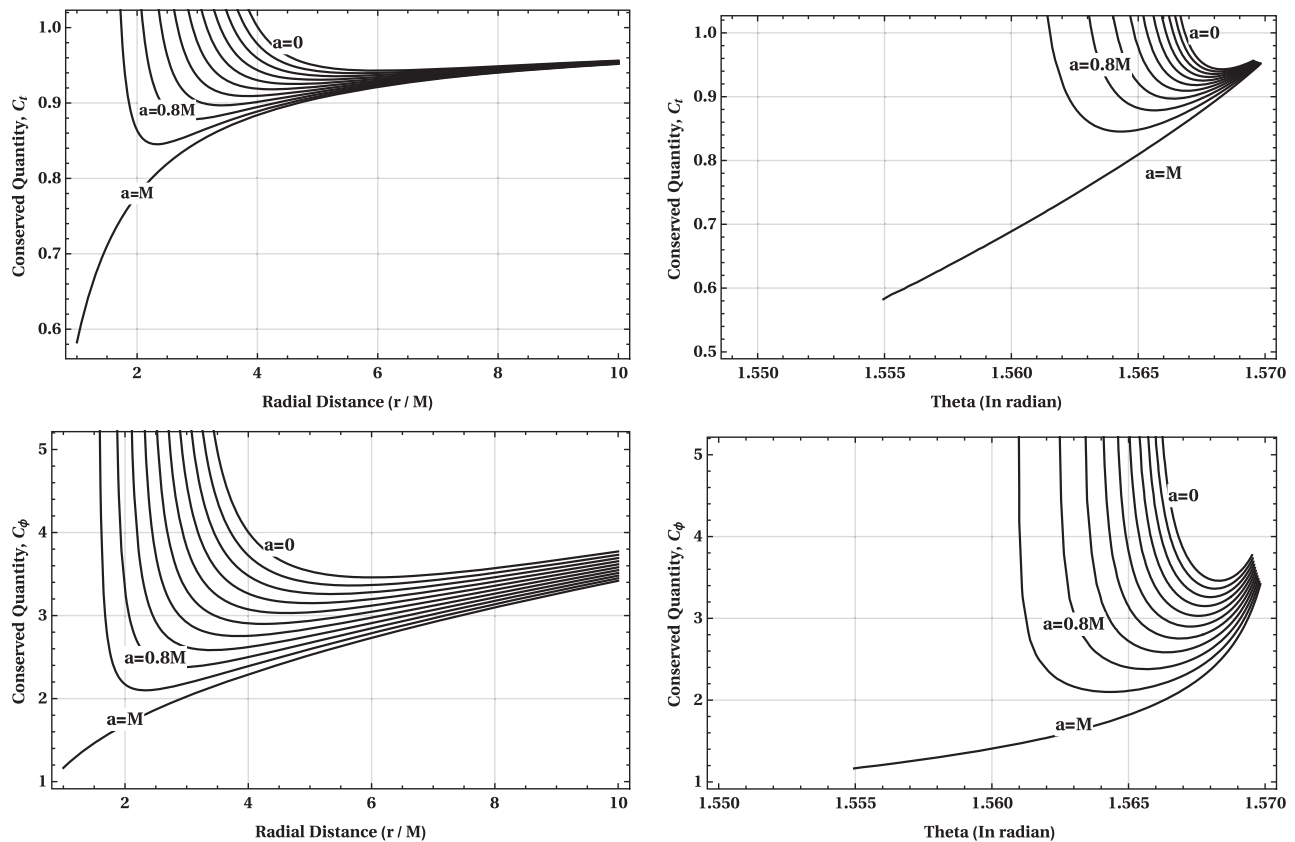 Conserved Quantity, C_t
1.0
0.9
0.8
0.7
0.6
a=0
a=0.8M
a=M
2 4 6 8 10
Radial Distance (r / M)
Conserved Quantity, C_t
1.0
0.9
0.8
0.7
0.6
0.5
a=0
a=0.8M
a=M
1.550 1.555 1.560 1.565 1.570
Theta (In radian)
Conserved Quantity, C_ϕ
5
4
3
2
1
a=0
a=0.8M
a=M
2 4 6 8 10
Radial Distance (r / M)
Conserved Quantity, C_ϕ
5
4
3
2
1
a=0
a=0.8M
a=M
1.550 1.555 1.560 1.565 1.570
Theta (In radian)